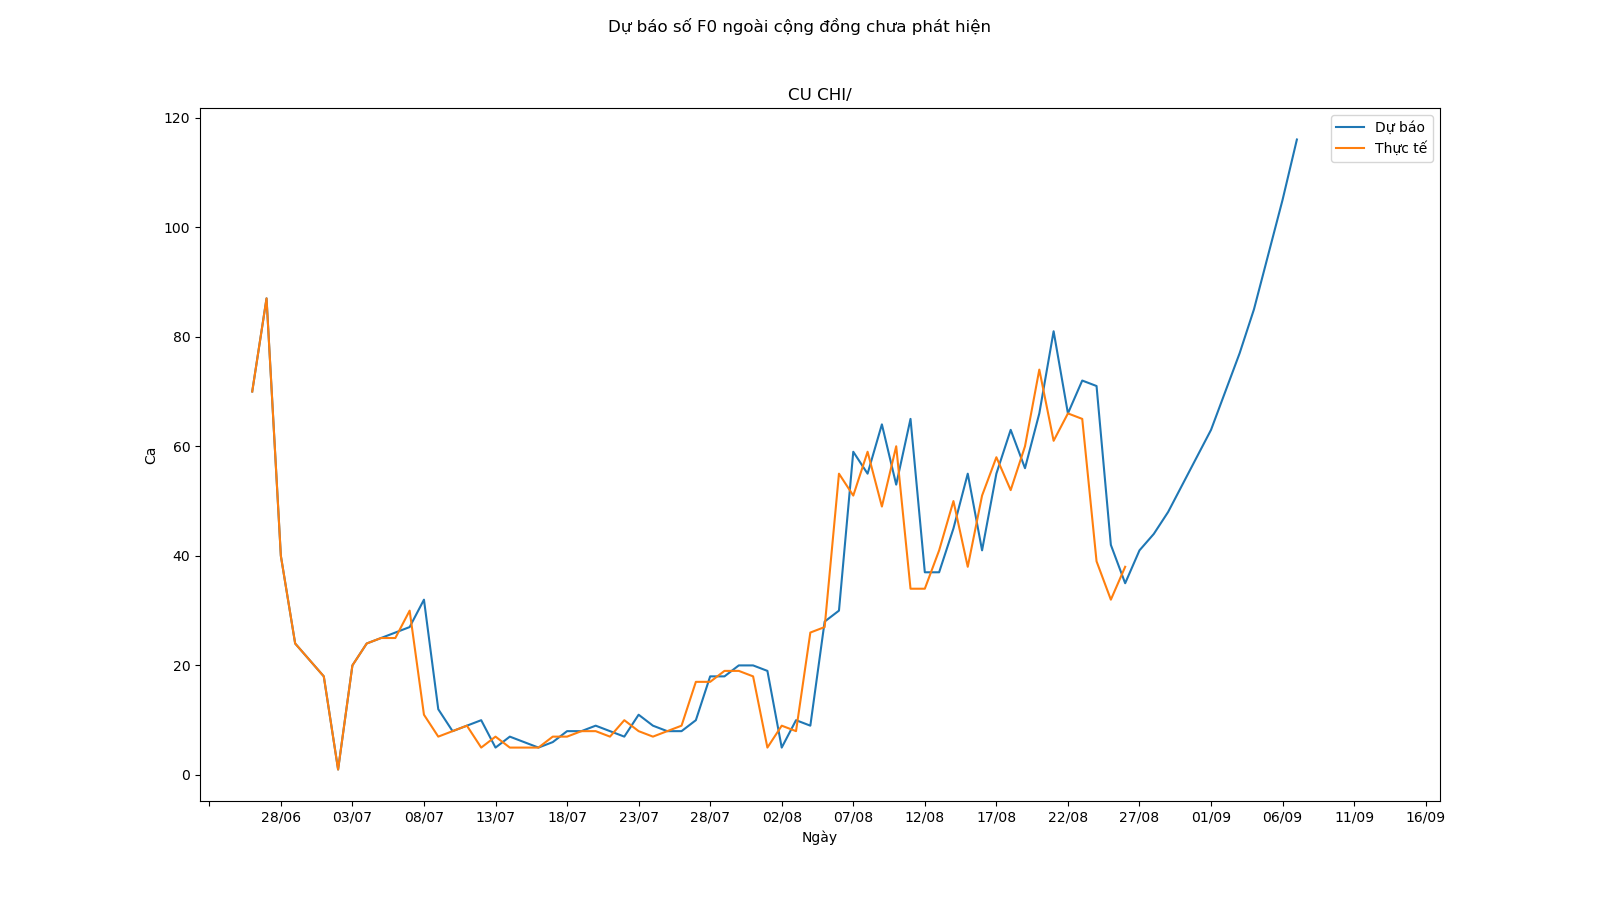 Dự báo số F0 ngoài cộng đồng chưa phát hiện
CU CHI/
120
100
80
60
40
20
0
Ca
Dự báo
Thực tế
28/06 03/07 08/07 13/07 18/07 23/07 28/07 02/08 07/08 12/08 17/08 22/08 27/08 01/09 06/09 11/09 16/09
Ngày